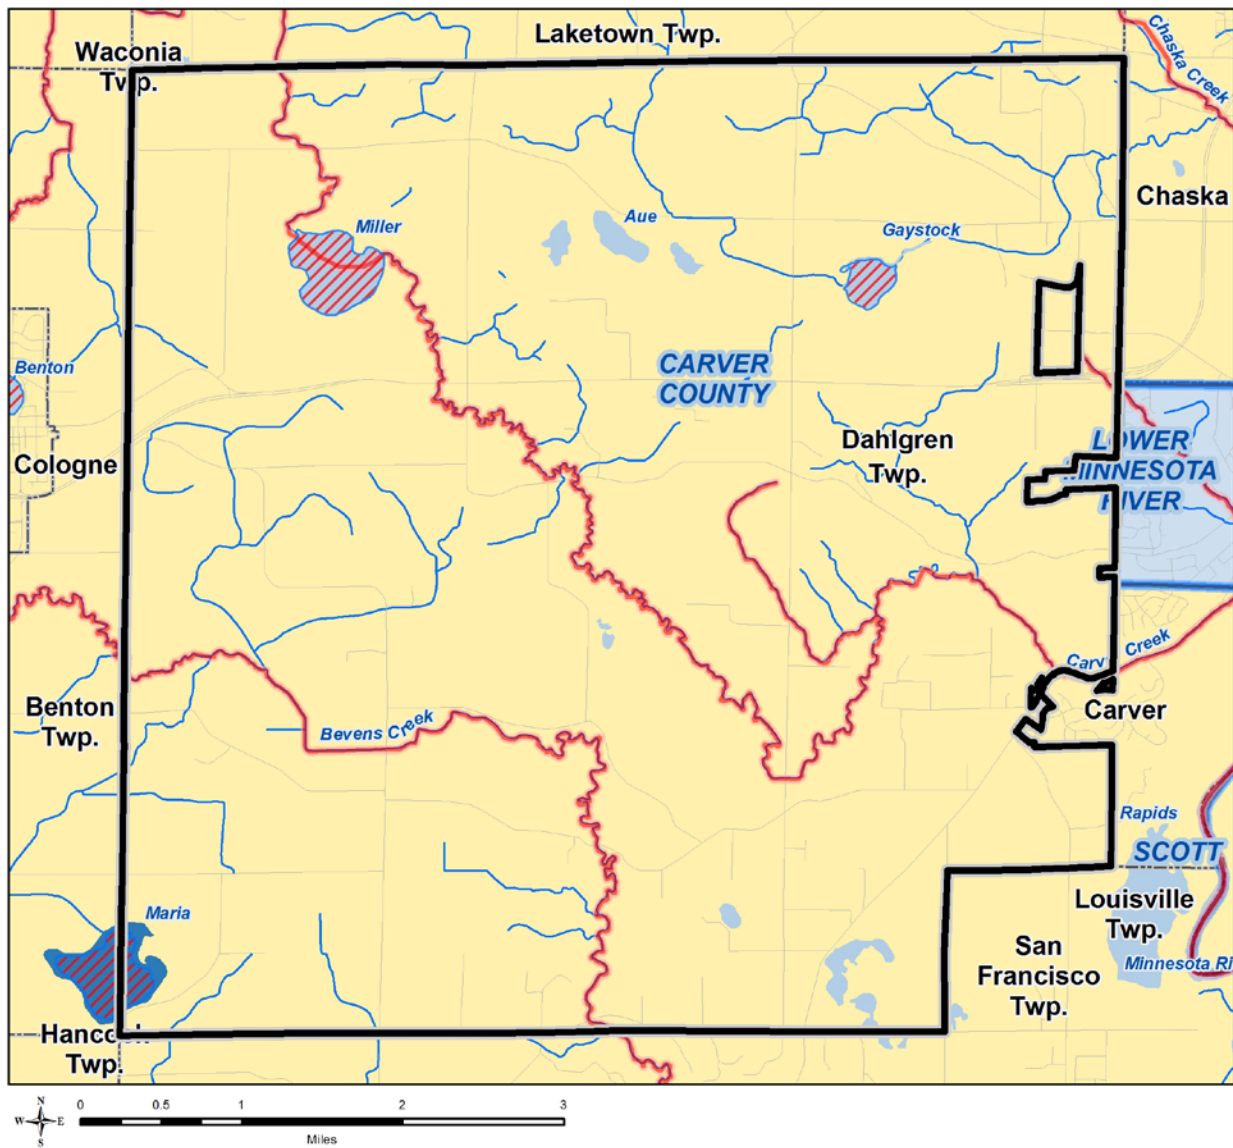 Laketown Twp.
Waconia
Twp.
Chaska Creek
Chaska
Miller
Aue
Gaystock
Benton
CARVER
COUNTY
Cologne
Dahlgren
Twp.
LOWER
MINNESOTA
RIVER
Benton
Twp.
Bevens Creek
Carv
Creek
Carver
Rapids
SCOTT
Maria
Louisville
Twp.
San
Francisco
Twp.
Minnesota Ri
Hancock
Twp.
N
W E
S
0 0.5 1 2 3
Miles